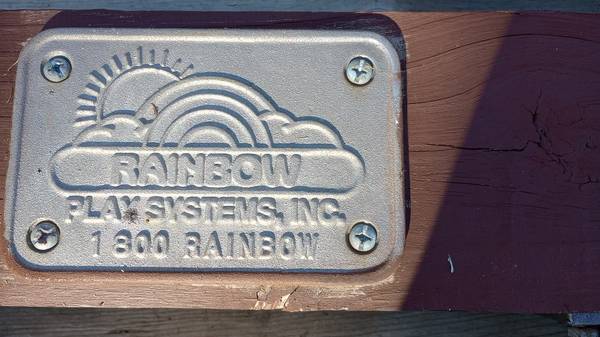 RAINBOW
PLAY SYSTEMS, INC.
1 800 RAINBOW